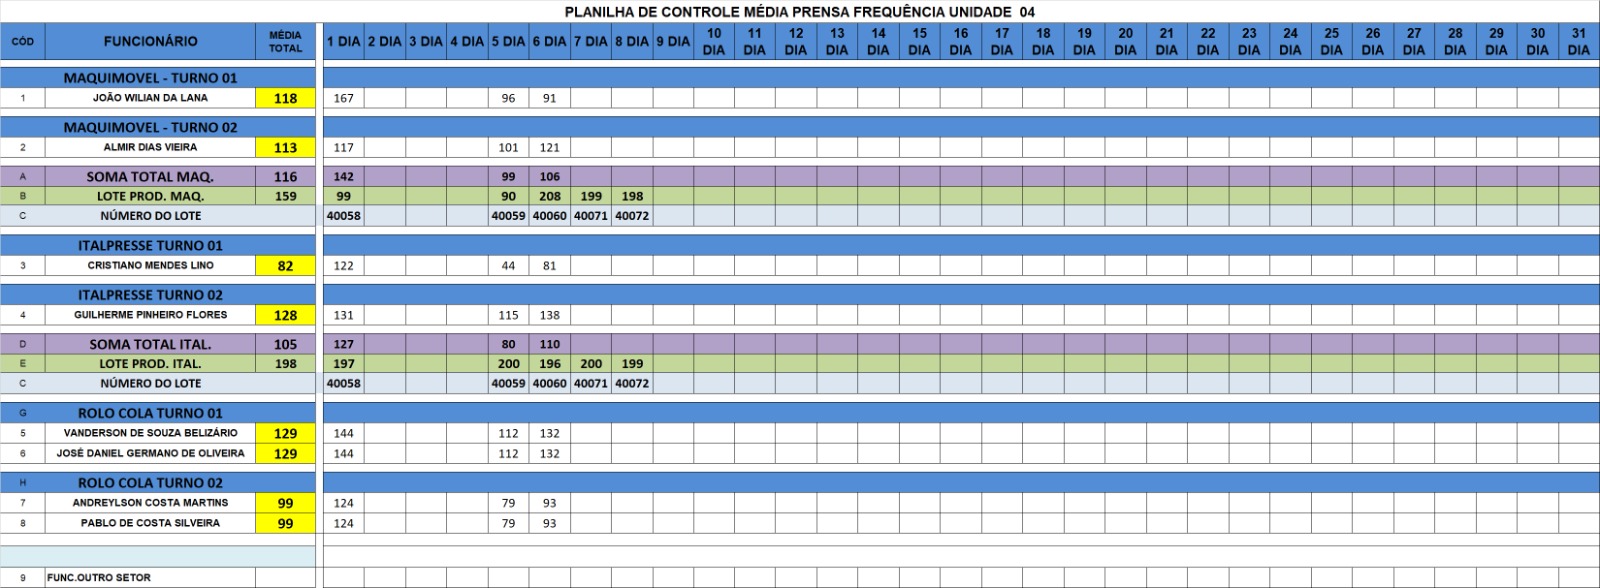 PLANILHA DE CONTROLE MÉDIA PRENSA FREQUÊNCIA UNIDADE 04
CÓD FUNCIONÁRIO MÉDIA TOTAL 1 DIA 2 DIA 3 DIA 4 DIA 5 DIA 6 DIA 7 DIA 8 DIA 9 DIA 10 DIA 11 DIA 12 DIA 13 DIA 14 DIA 15 DIA 16 DIA 17 DIA 18 DIA 19 DIA 20 DIA 21 DIA 22 DIA 23 DIA 24 DIA 25 DIA 26 DIA 27 DIA 28 DIA 29 DIA 30 DIA 31 DIA
MAQUIMOVEL - TURNO 01
1 JOÃO WILIAN DA LANA 118 167 96 91
MAQUIMOVEL - TURNO 02
2 ALMIR DIAS VIEIRA 113 117 101 121
A SOMA TOTAL MAQ. 116 142 99 106
B LOTE PROD. MAQ. 159 99 90 208 199 198
C NÚMERO DO LOTE 40058 40059 40060 40071 40072
ITALPRESSE TURNO 01
3 CRISTIANO MENDES LINO 82 122 44 81
ITALPRESSE TURNO 02
4 GUILHERME PINHEIRO FLORES 128 131 115 138
D SOMA TOTAL ITAL. 105 127 80 110
E LOTE PROD. ITAL. 198 197 200 196 200 199
C NÚMERO DO LOTE 40058 40059 40060 40071 40072
G ROLO COLA TURNO 01
5 VANDERSON DE SOUZA BELIZÁRIO 129 144 112 132
6 JOSÉ DANIEL GERMANO DE OLIVEIRA 129 144 112 132
H ROLO COLA TURNO 02
7 ANDREYLSON COSTA MARTINS 99 124 79 93
8 PABLO DE COSTA SILVEIRA 99 124 79 93
9 FUNC.OUTRO SETOR